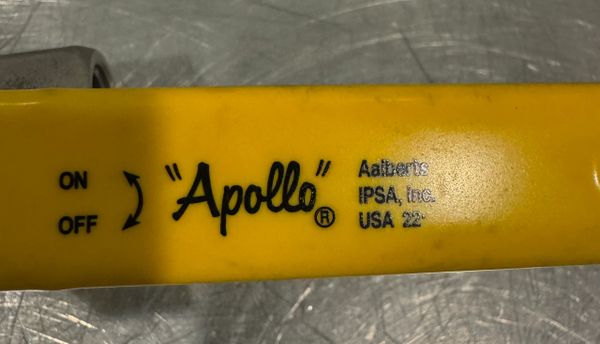 ON
OFF
"Apollo"®
Aalberts
IPSA, Inc.
USA 22